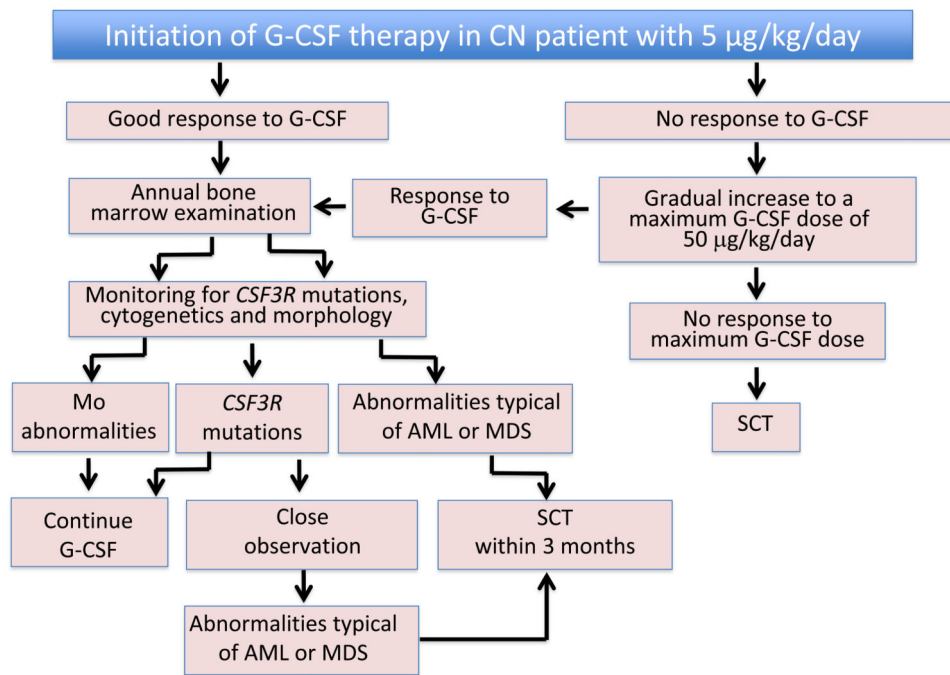 Initiation of G-CSF therapy in CN patient with 5 µg/kg/day
Good response to G-CSF
No response to G-CSF
Annual bone
marrow examination
Response to
G-CSF
Gradual increase to a
maximum G-CSF dose of
50 µg/kg/day
Monitoring for CSF3R mutations,
cytogenetics and morphology
No response to
maximum G-CSF dose
Mo
abnormalities
CSF3R
mutations
Abnormalities typical
of AML or MDS
SCT
Continue
G-CSF
Close
observation
SCT
within 3 months
Abnormalities typical
of AML or MDS